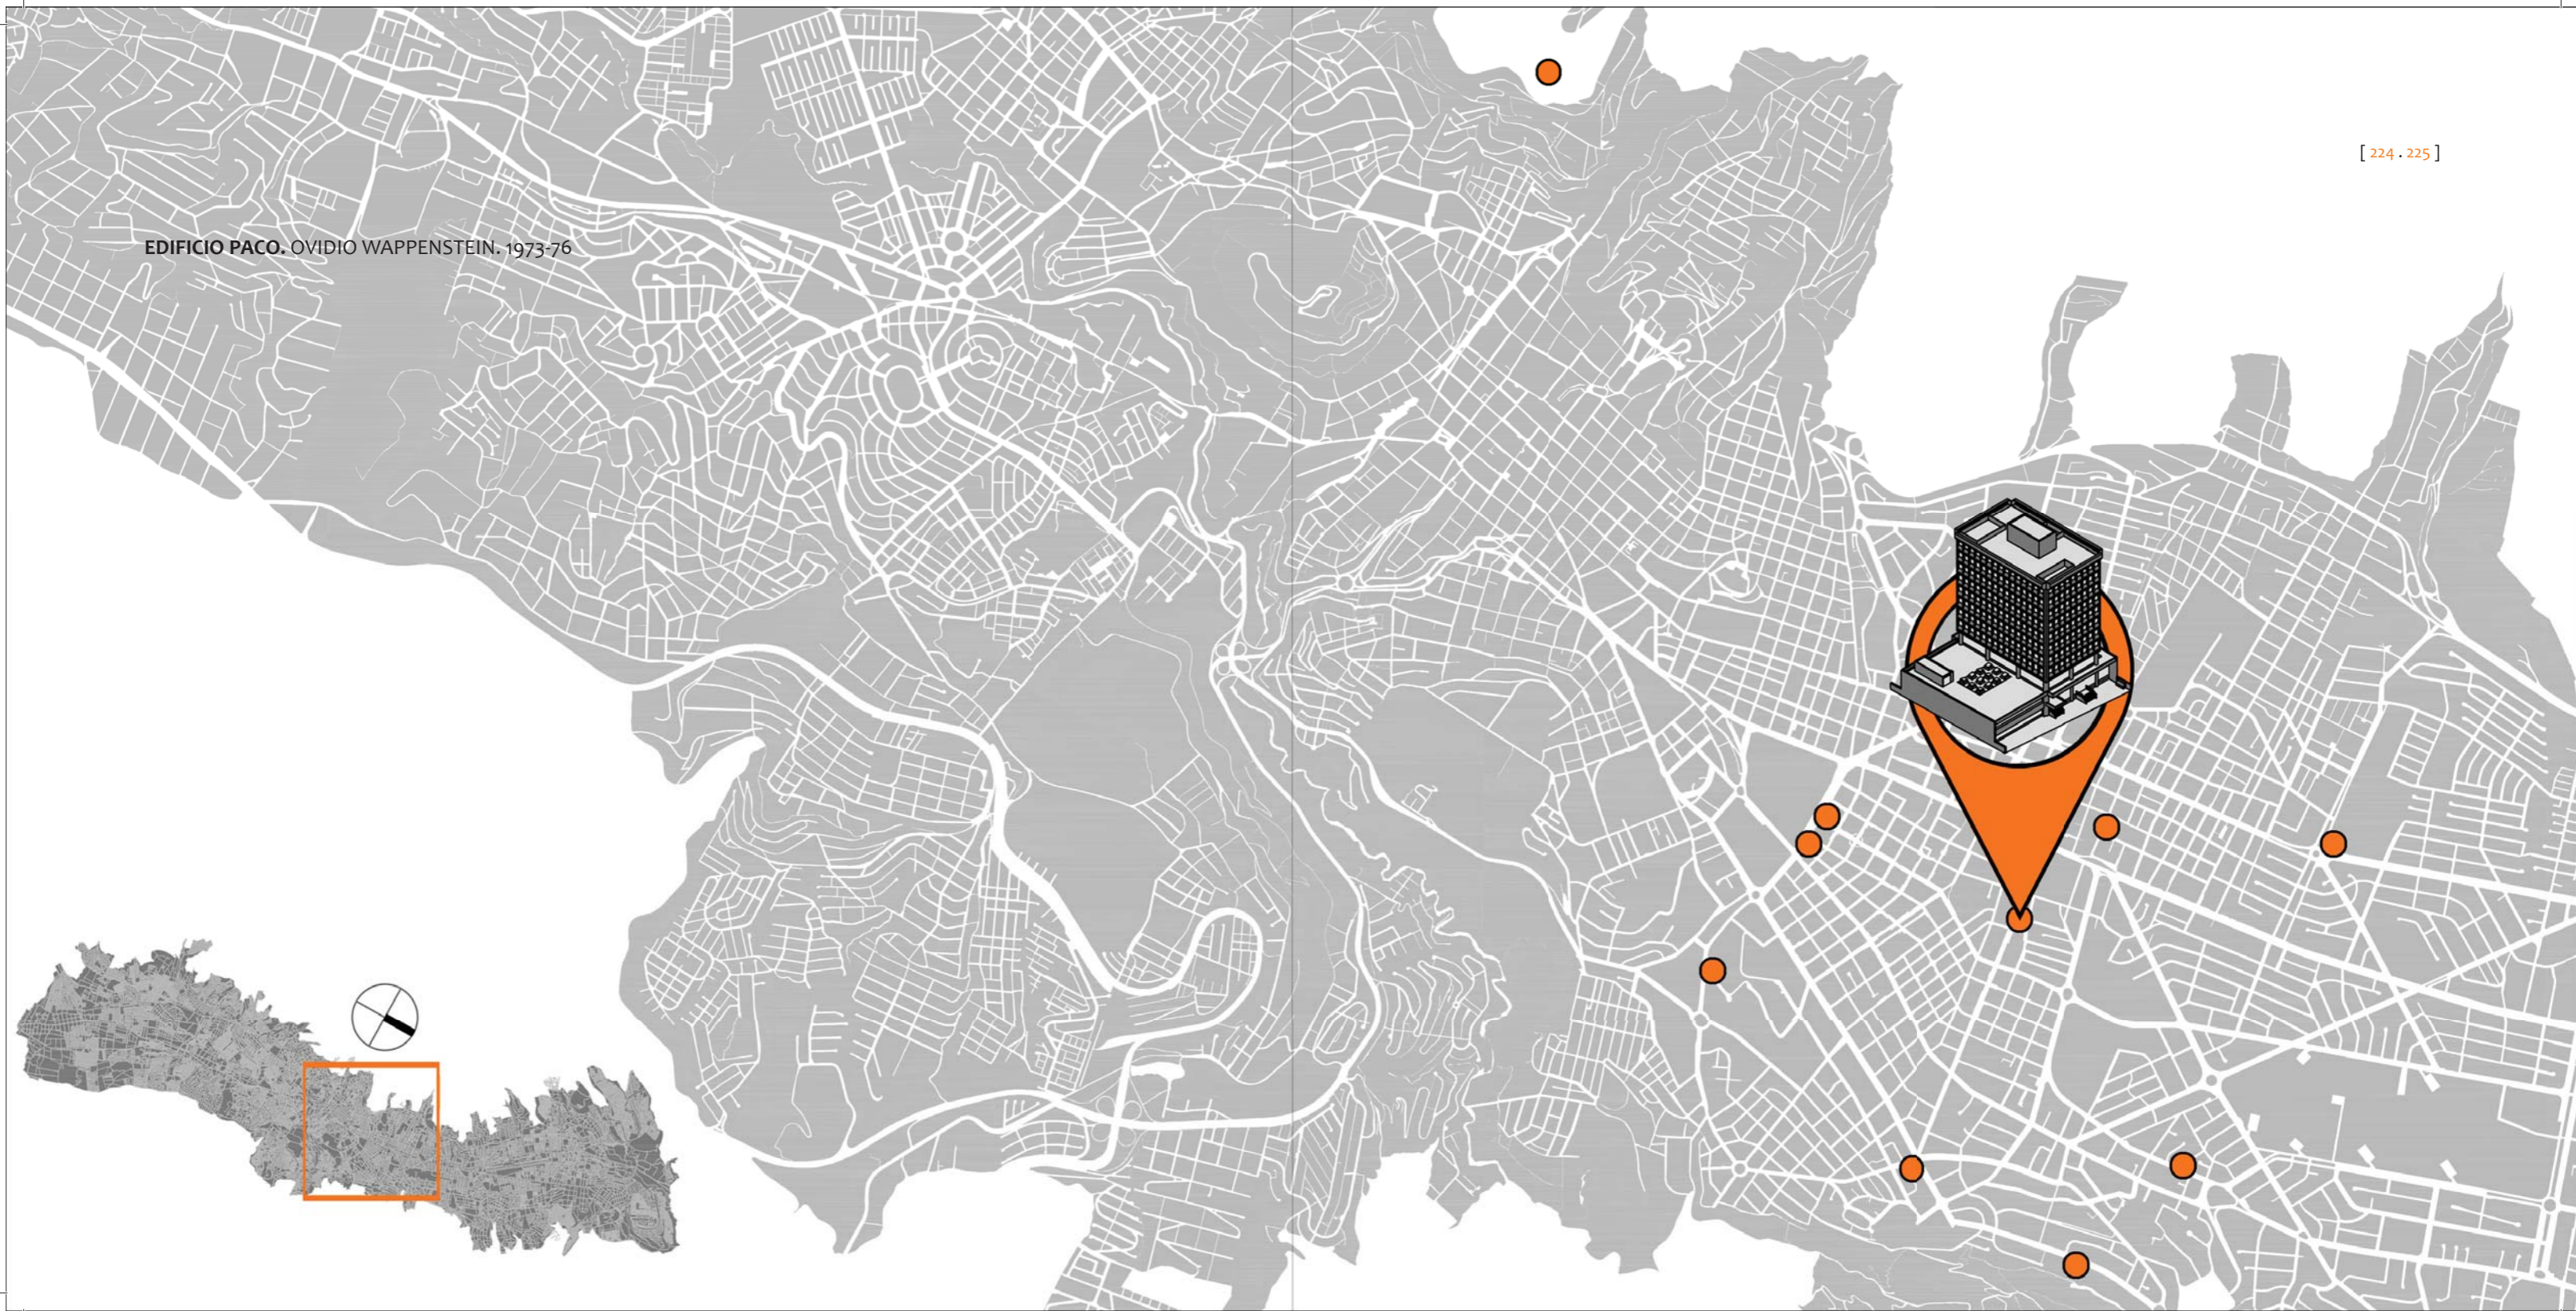 [ 224 . 225 ]
EDIFICIO PACO. OVIDIO WAPPENSTEIN. 1973-76